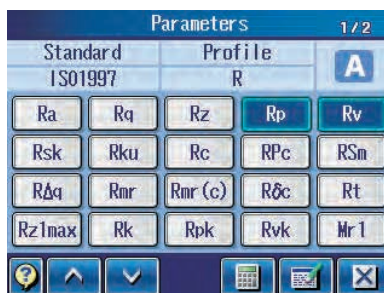 Parameters 1/2
Standard Profile
ISO1997 R A
Ra Rq Rz Rp Rv
Rsk Rku Rc RPc RSm
RΔq Rmr Rmr(c) Rδc Rt
Rz1max Rk Rpk Rvk Mr1
?